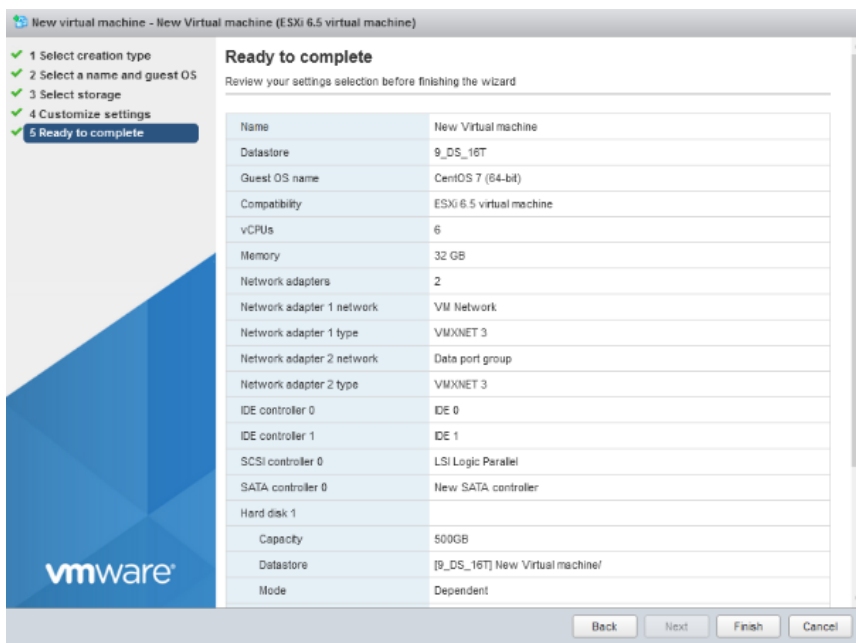 New virtual machine - New Virtual machine (ESXi 6.5 virtual machine)
1 Select creation type
2 Select a name and guest OS
3 Select storage
4 Customize settings
5 Ready to complete
vmware®
Ready to complete
Review your settings selection before finishing the wizard
Name New Virtual machine
Datastore 9_DS_16T
Guest OS name CentOS 7 (64-bit)
Compatibility ESXi 6.5 virtual machine
vCPUs 6
Memory 32 GB
Network adapters 2
Network adapter 1 network VM Network
Network adapter 1 type VMXNET 3
Network adapter 2 network Data port group
Network adapter 2 type VMXNET 3
IDE controller 0 IDE 0
IDE controller 1 IDE 1
SCSI controller 0 LSI Logic Parallel
SATA controller 0 New SATA controller
Hard disk 1
Capacity 500GB
Datastore [9_DS_16T] New Virtual machine/
Mode Dependent
Back Next Finish Cancel